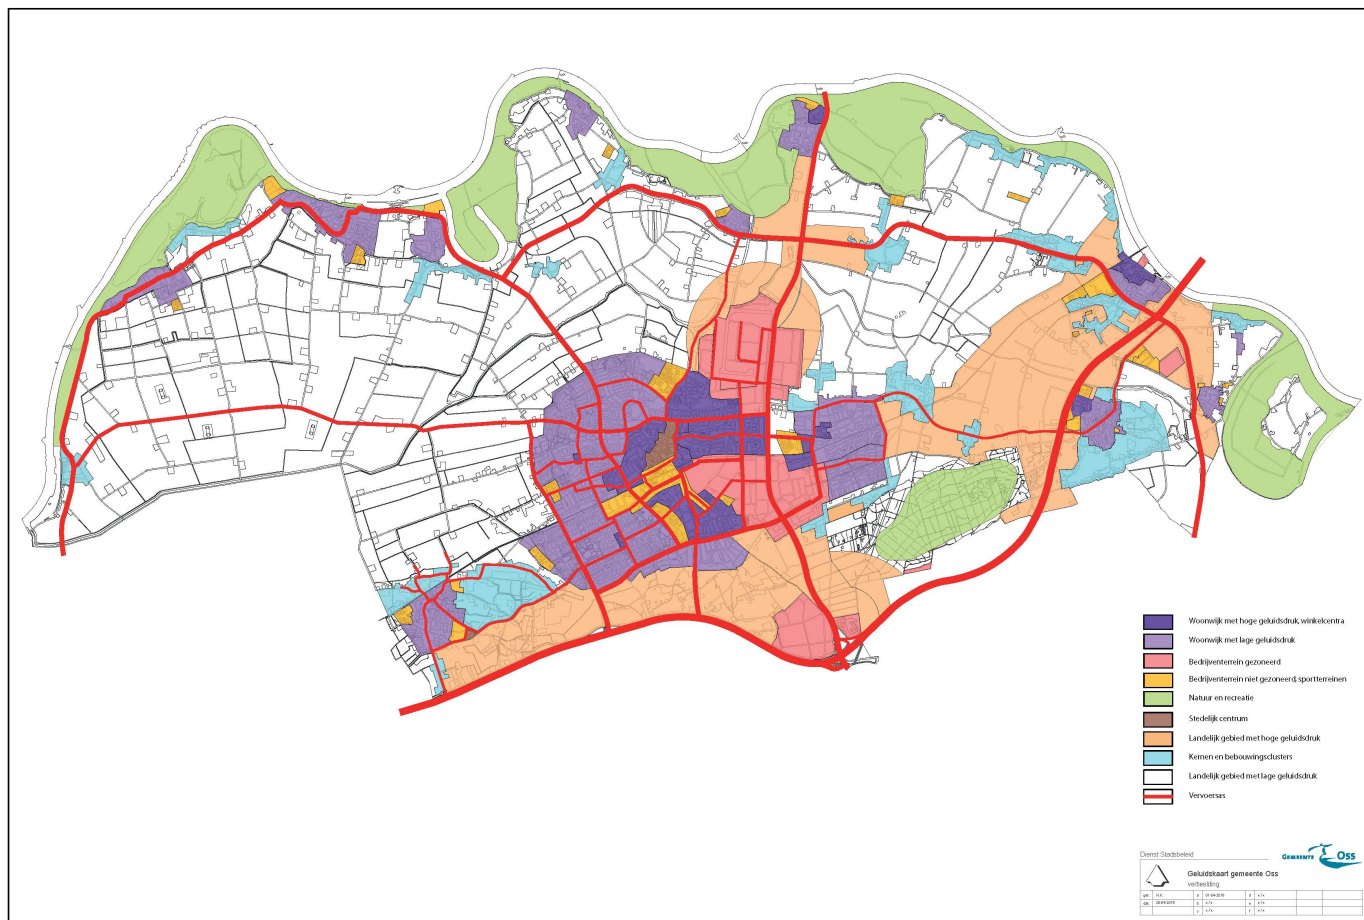 Woonwijk met hoge geluidsdruk, winkelcentra
Woonwijk met lage geluidsdruk
Bedrijventerrein gezoneerd
Bedrijventerrein niet gezoneerd, sportterreinen
Natuur en recreatie
Stedelijk centrum
Landelijk gebied met hoge geluidsdruk
Kernen en bebouwingsclusters
Landelijk gebied met lage geluidsdruk
Vervoersas
Dienst Stadsbeleid
GEMEENTE OSS
Geluidskaart gemeente Oss
verbeelding